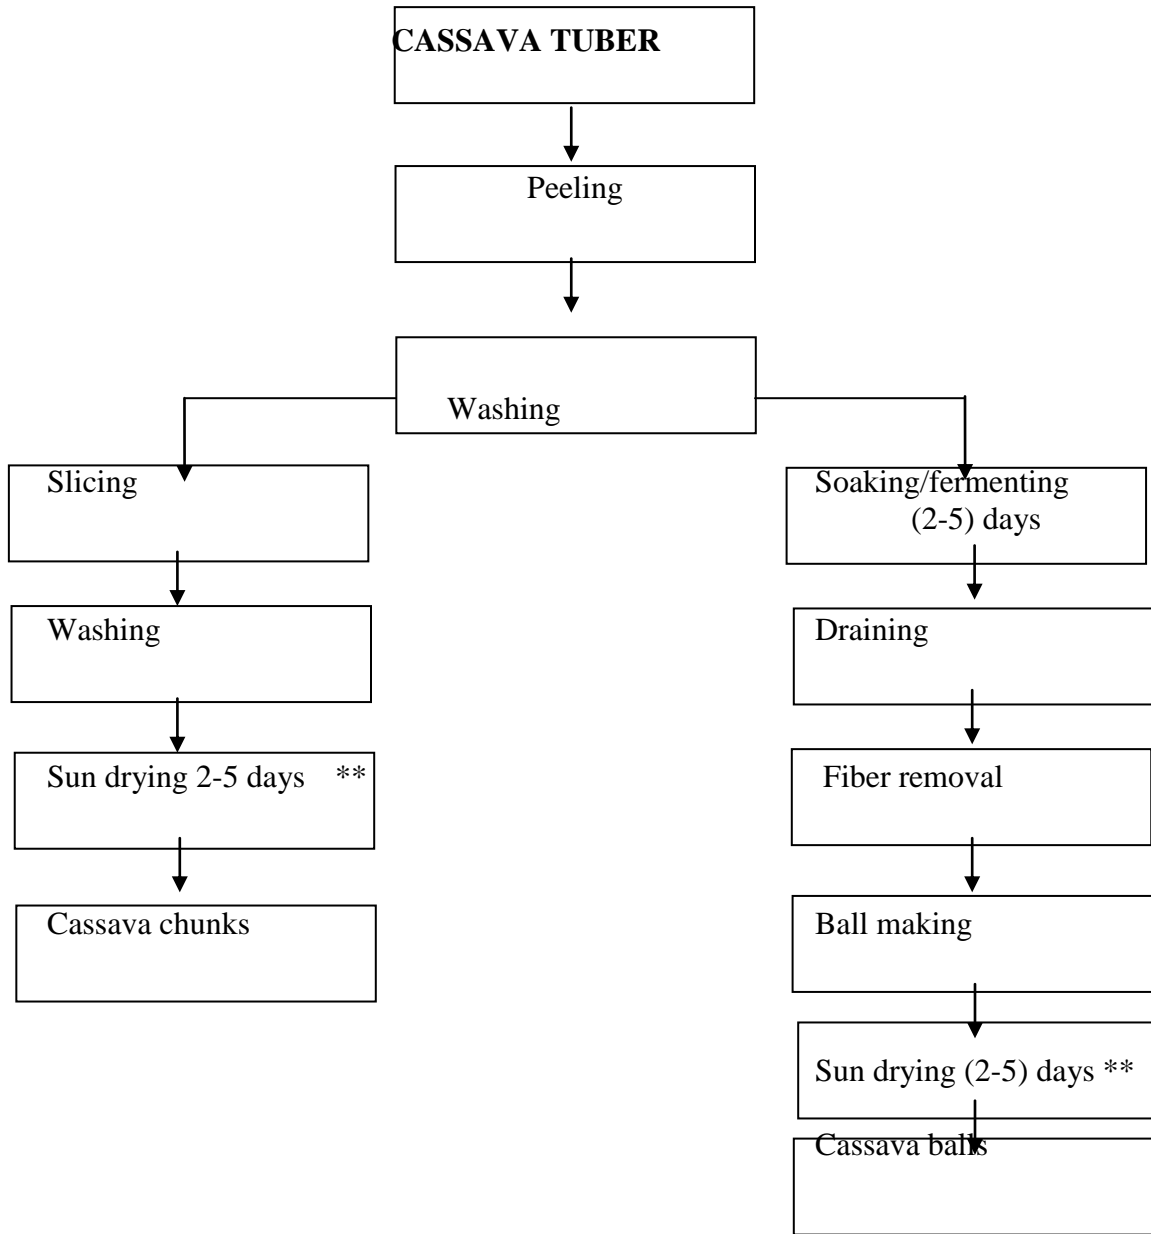 CASSAVA TUBER
Peeling
Washing
Slicing
Washing
Sun drying 2-5 days **
Cassava chunks
Soaking/fermenting
(2-5) days
Draining
Fiber removal
Ball making
Sun drying (2-5) days **
Cassava balls